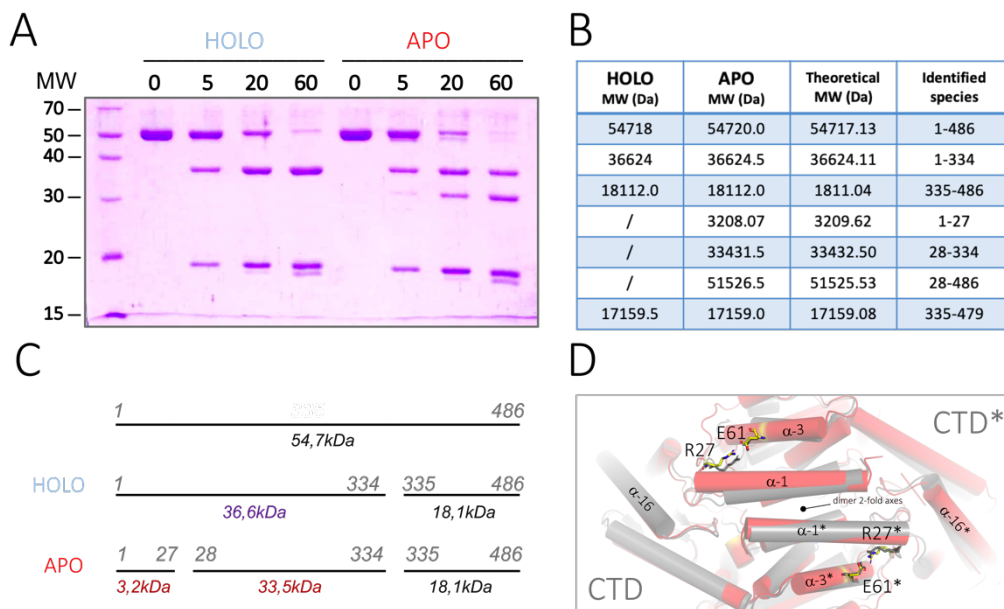 A
HOLO APO
MW 0 5 20 60 0 5 20 60
70
50
40
30
20
15
B
HOLO MW (Da) APO MW (Da) Theoretical MW (Da) Identified species
54718 54720.0 54717.13 1-486
36624 36624.5 36624.11 1-334
18112.0 18112.0 1811.04 335-486
/ 3208.07 3209.62 1-27
/ 33431.5 33432.50 28-334
/ 51526.5 51525.53 28-486
17159.5 17159.0 17159.08 335-479
C
1 486
54,7kDa
HOLO 1 334 335 486
36,6kDa 18,1kDa
APO 1 27 28 334 335 486
3,2kDa 33,5kDa 18,1kDa
D
CTD*
E61 α-3
R27
α-1
α-16
dimer 2-fold axes
α-1* R27* α-16*
α-3* E61*
CTD